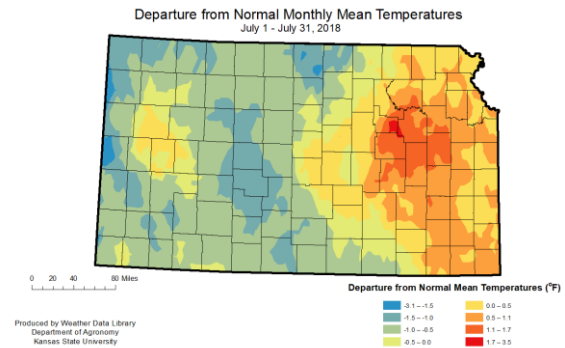 Departure from Normal Monthly Mean Temperatures
July 1 - July 31, 2018
0 20 40 80 Miles
Departure from Normal Mean Temperatures (°F)
-3.1 - -1.5
-1.5 - -1.0
-1.0 - -0.5
-0.5 - 0.0
0.0 - 0.5
0.5 - 1.1
1.1 - 1.7
1.7 - 3.5
Produced by Weather Data Library
Department of Agronomy
Kansas State University